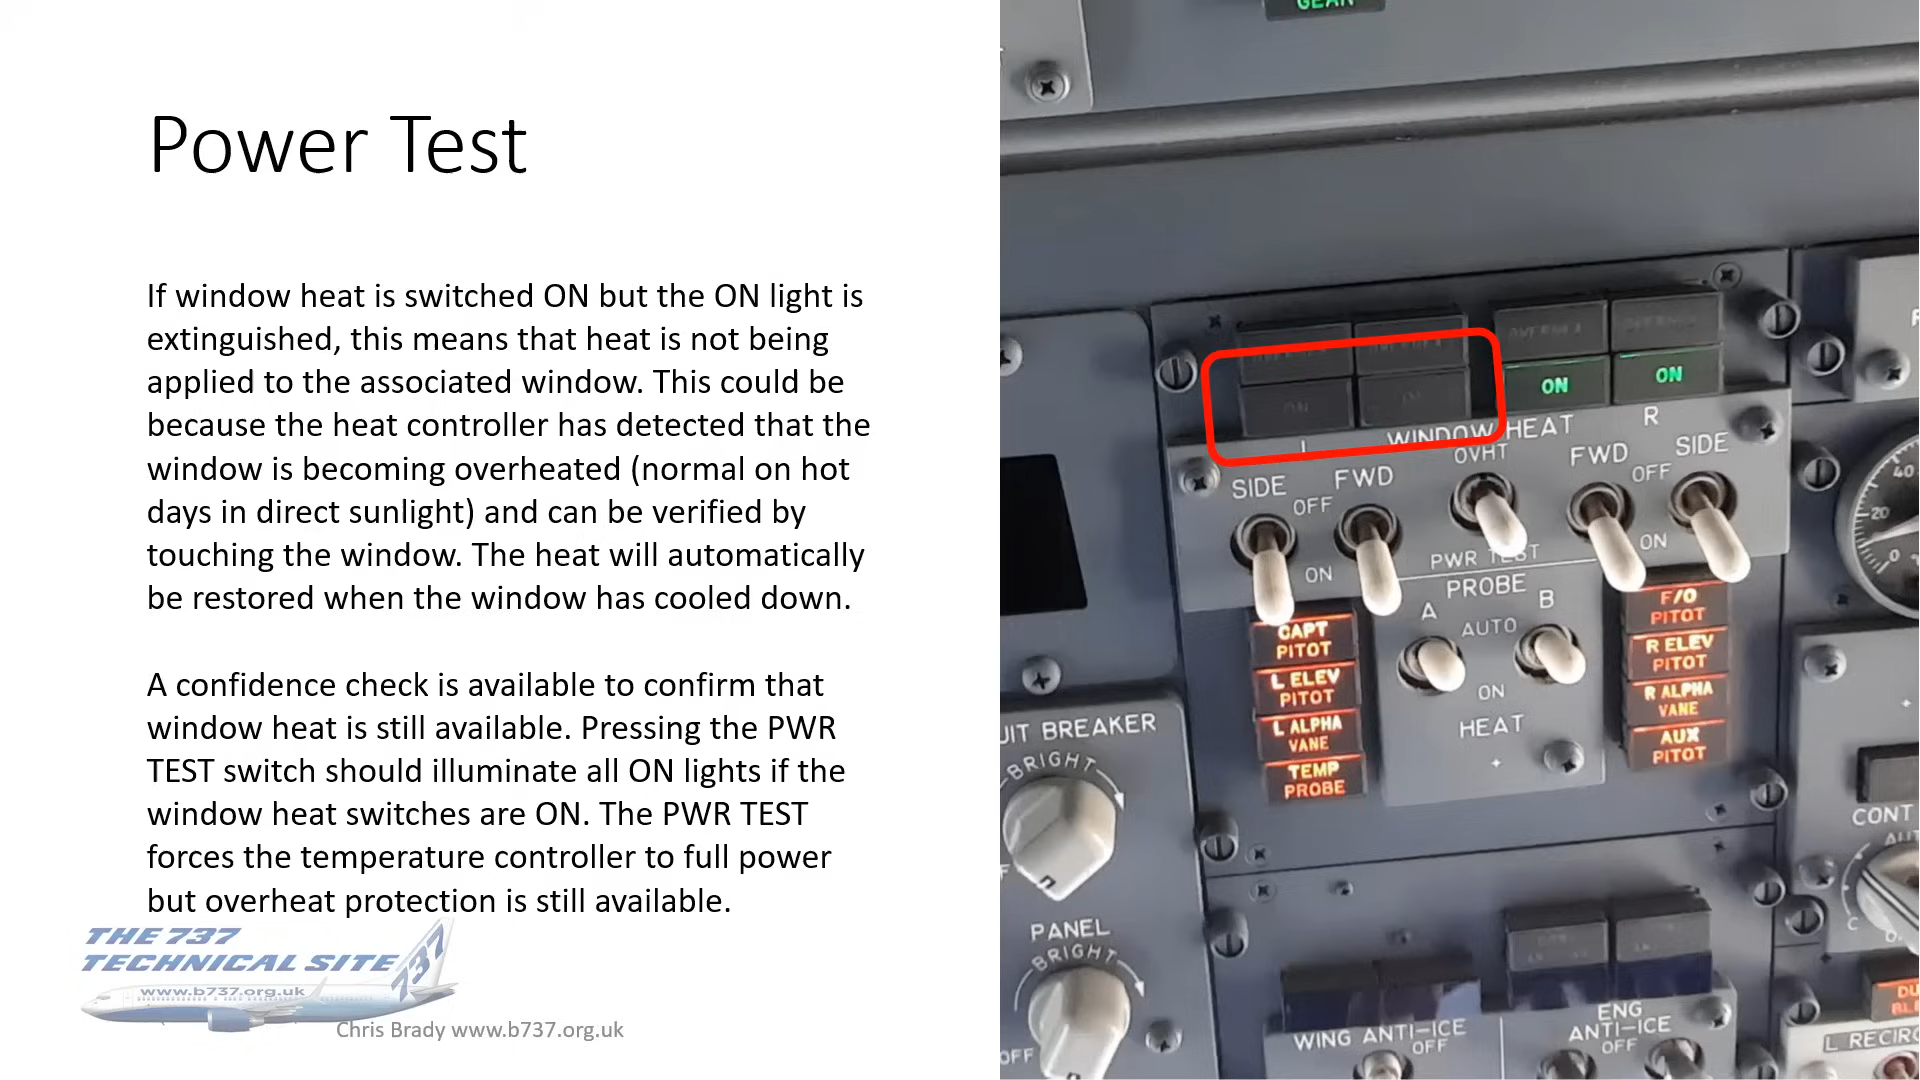 Power Test
If window heat is switched ON but the ON light is
extinguished, this means that heat is not being
applied to the associated window. This could be
because the heat controller has detected that the
window is becoming overheated (normal on hot
days in direct sunlight) and can be verified by
touching the window. The heat will automatically
be restored when the window has cooled down.
A confidence check is available to confirm that
window heat is still available. Pressing the PWR
TEST switch should illuminate all ON lights if the
window heat switches are ON. The PWR TEST
forces the temperature controller to full power
but overheat protection is still available.
THE 737
TECHNICAL SITE
737
www.b737.org.uk
Chris Brady www.b737.org.uk
GEAR
ON
ON
ON
L
WINDOW HEAT
R
SIDE
OFF
FWD
OVHT
FWD
OFF
SIDE
ON
PWR TEST
ON
PROBE
A
AUTO
B
ON
HEAT
CAPT
PITOT
L ELEV
PITOT
L ALPHA
VANE
TEMP
PROBE
F/O
PITOT
R ELEV
PITOT
R ALPHA
VANE
AUX
PITOT
UIT BREAKER
BRIGHT
PANEL
BRIGHT
OFF
WING ANTI-ICE
OFF
ENG
ANTI-ICE
OFF
40
20
0
CONT
L RECIRC